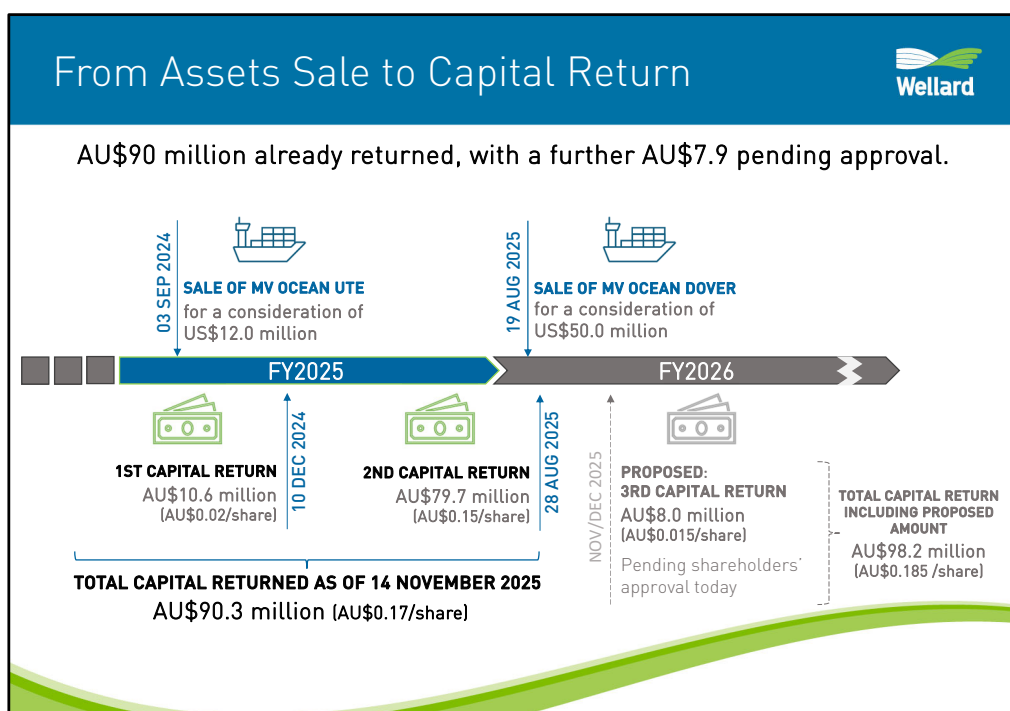 From Assets Sale to Capital Return
Wellard
AU$90 million already returned, with a further AU$7.9 pending approval.
03 SEP 2024
SALE OF MV OCEAN UTE
for a consideration of
US$12.0 million
19 AUG 2025
SALE OF MV OCEAN DOVER
for a consideration of
US$50.0 million
FY2025
FY2026
1ST CAPITAL RETURN
AU$10.6 million
(AU$0.02/share)
10 DEC 2024
2ND CAPITAL RETURN
AU$79.7 million
(AU$0.15/share)
28 AUG 2025
NOV/DEC 2025
PROPOSED:
3RD CAPITAL RETURN
AU$8.0 million
(AU$0.015/share)
Pending shareholders’
approval today
TOTAL CAPITAL RETURN
INCLUDING PROPOSED
AMOUNT
AU$98.2 million
(AU$0.185 /share)
TOTAL CAPITAL RETURNED AS OF 14 NOVEMBER 2025
AU$90.3 million (AU$0.17/share)